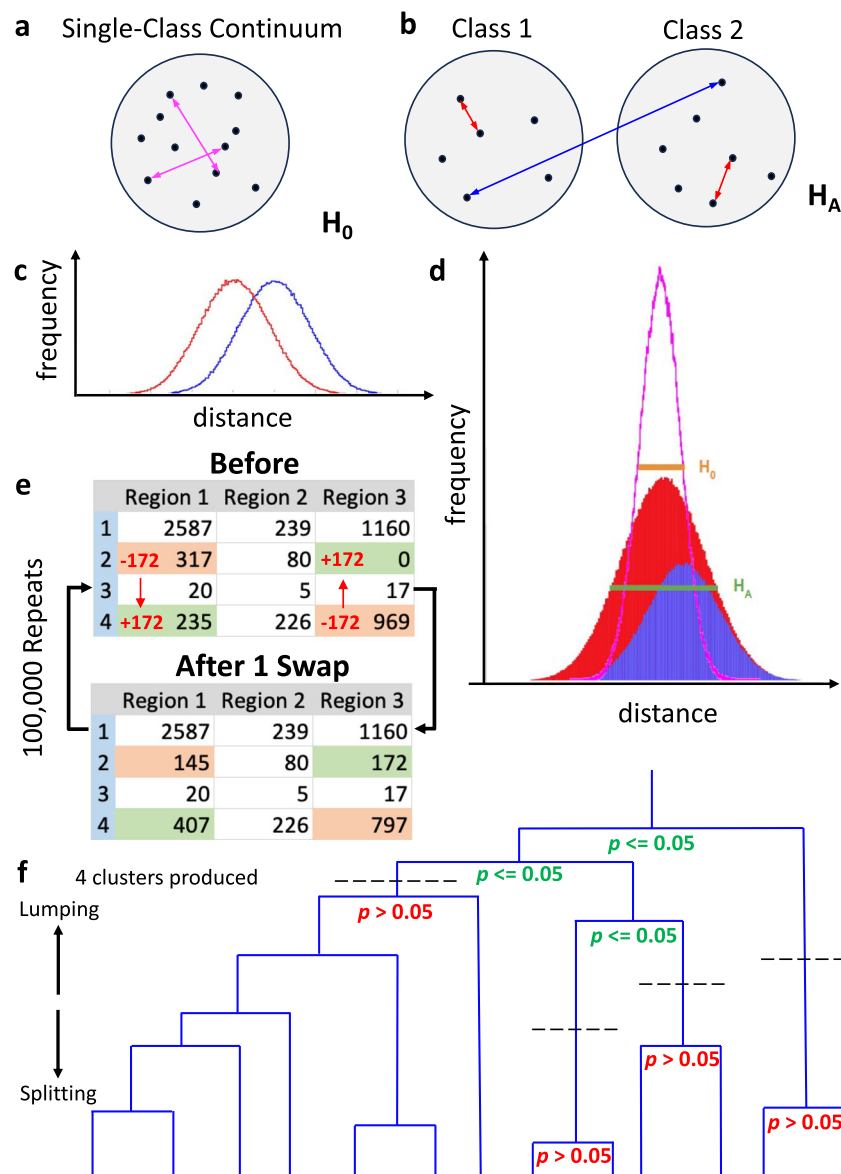 a
Single-Class Continuum
H0
b
Class 1
Class 2
HA
c
frequency
distance
d
frequency
H0
HA
distance
e
Before
Region 1 Region 2 Region 3
1 2587 239 1160
2 -172 317 80 +172 0
3 20 5 17
4 +172 235 226 -172 969
100,000 Repeats
After 1 Swap
Region 1 Region 2 Region 3
1 2587 239 1160
2 145 80 172
3 20 5 17
4 407 226 797
f
4 clusters produced
Lumping
Splitting
p <= 0.05
p <= 0.05
p > 0.05
p <= 0.05
p > 0.05
p > 0.05
p > 0.05